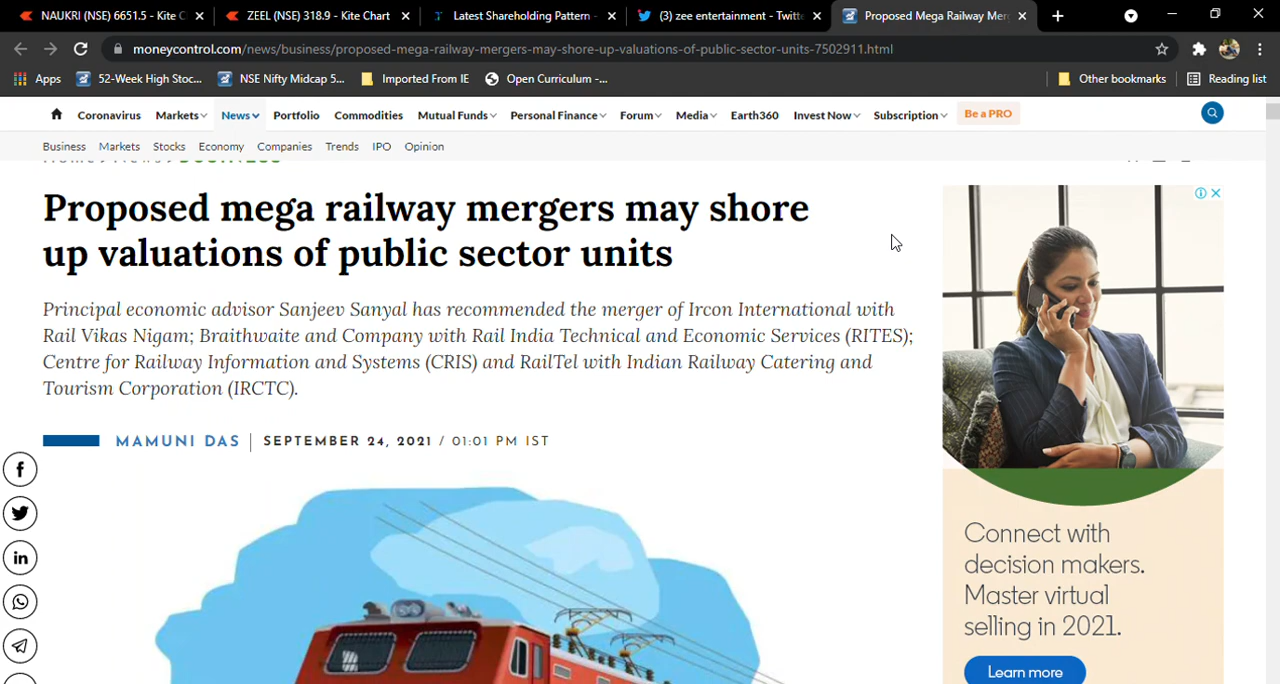 NAUKRI (NSE) 6651.5 - Kite C
ZEEL (NSE) 318.9 - Kite Chart
Latest Shareholding Pattern -
(3) zee entertainment - Twitte
Proposed Mega Railway Mer
moneycontrol.com/news/business/proposed-mega-railway-mergers-may-shore-up-valuations-of-public-sector-units-7502911.html
Apps
52-Week High Stoc...
NSE Nifty Midcap 5...
Imported From IE
Open Curriculum -...
Other bookmarks
Reading list
Coronavirus Markets News Portfolio Commodities Mutual Funds Personal Finance Forum Media Earth360 Invest Now Subscription Be a PRO
Business Markets Stocks Economy Companies Trends IPO Opinion
Proposed mega railway mergers may shore
up valuations of public sector units
Principal economic advisor Sanjeev Sanyal has recommended the merger of Ircon International with
Rail Vikas Nigam; Braithwaite and Company with Rail India Technical and Economic Services (RITES);
Centre for Railway Information and Systems (CRIS) and RailTel with Indian Railway Catering and
Tourism Corporation (IRCTC).
MAMUNI DAS | SEPTEMBER 24, 2021 / 01:01 PM IST
Connect with
decision makers.
Master virtual
selling in 2021.
Learn more